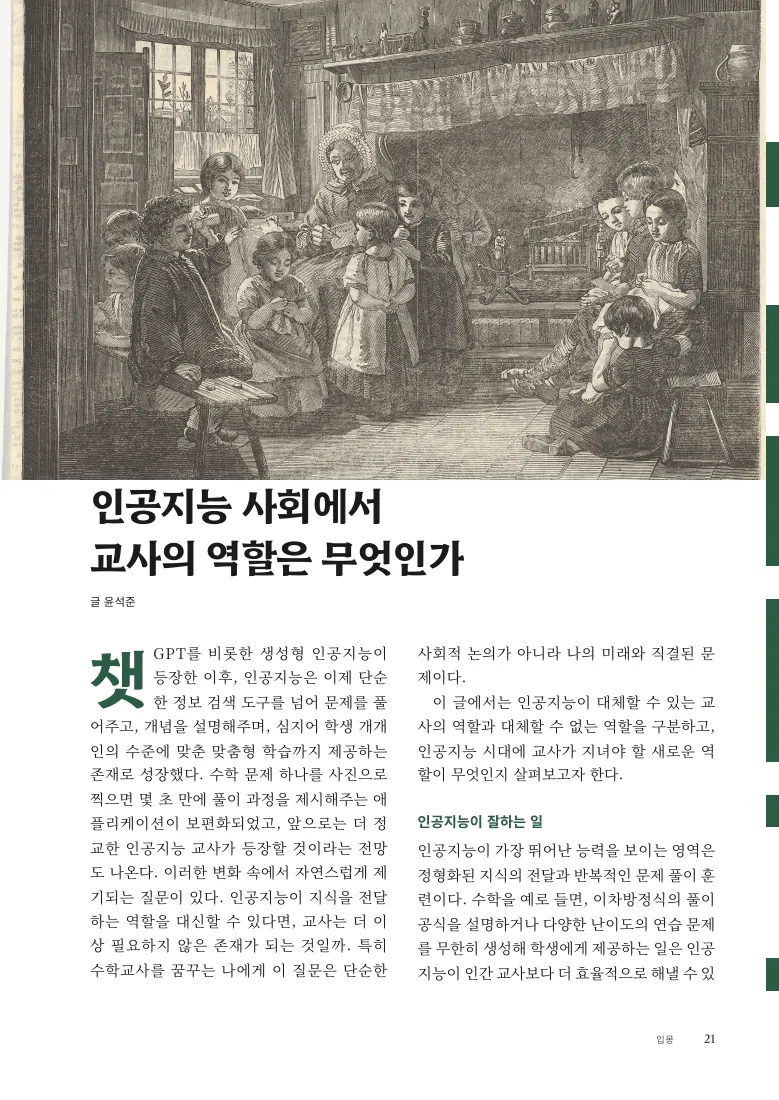 인공지능 사회에서
교사의 역할은 무엇인가
글 윤석준
챗GPT를 비롯한 생성형 인공지능이
등장한 이후, 인공지능은 이제 단순
한 정보 검색 도구를 넘어 문제를 풀
어주고, 개념을 설명해주며, 심지어 학생 개개
인의 수준에 맞춘 맞춤형 학습까지 제공하는
존재로 성장했다. 수학 문제 하나를 사진으로
찍으면 몇 초 만에 풀이 과정을 제시해주는 애
플리케이션이 보편화되었고, 앞으로는 더 정
교한 인공지능 교사가 등장할 것이라는 전망
도 나온다. 이러한 변화 속에서 자연스럽게 제
기되는 질문이 있다. 인공지능이 지식을 전달
하는 역할을 대신할 수 있다면, 교사는 더 이
상 필요하지 않은 존재가 되는 것일까. 특히
수학교사를 꿈꾸는 나에게 이 질문은 단순한
사회적 논의가 아니라 나의 미래와 직결된 문
제이다.
이 글에서는 인공지능이 대체할 수 있는 교
사의 역할과 대체할 수 없는 역할을 구분하고,
인공지능 시대에 교사가 지녀야 할 새로운 역
할이 무엇인지 살펴보고자 한다.
인공지능이 잘하는 일
인공지능이 가장 뛰어난 능력을 보이는 영역은
정형화된 지식의 전달과 반복적인 문제 풀이 훈
련이다. 수학을 예로 들면, 이차방정식의 풀이
공식을 설명하거나 다양한 난이도의 연습 문제
를 무한히 생성해 학생에게 제공하는 일은 인공
지능이 인간 교사보다 더 효율적으로 해낼 수 있
입몽 21